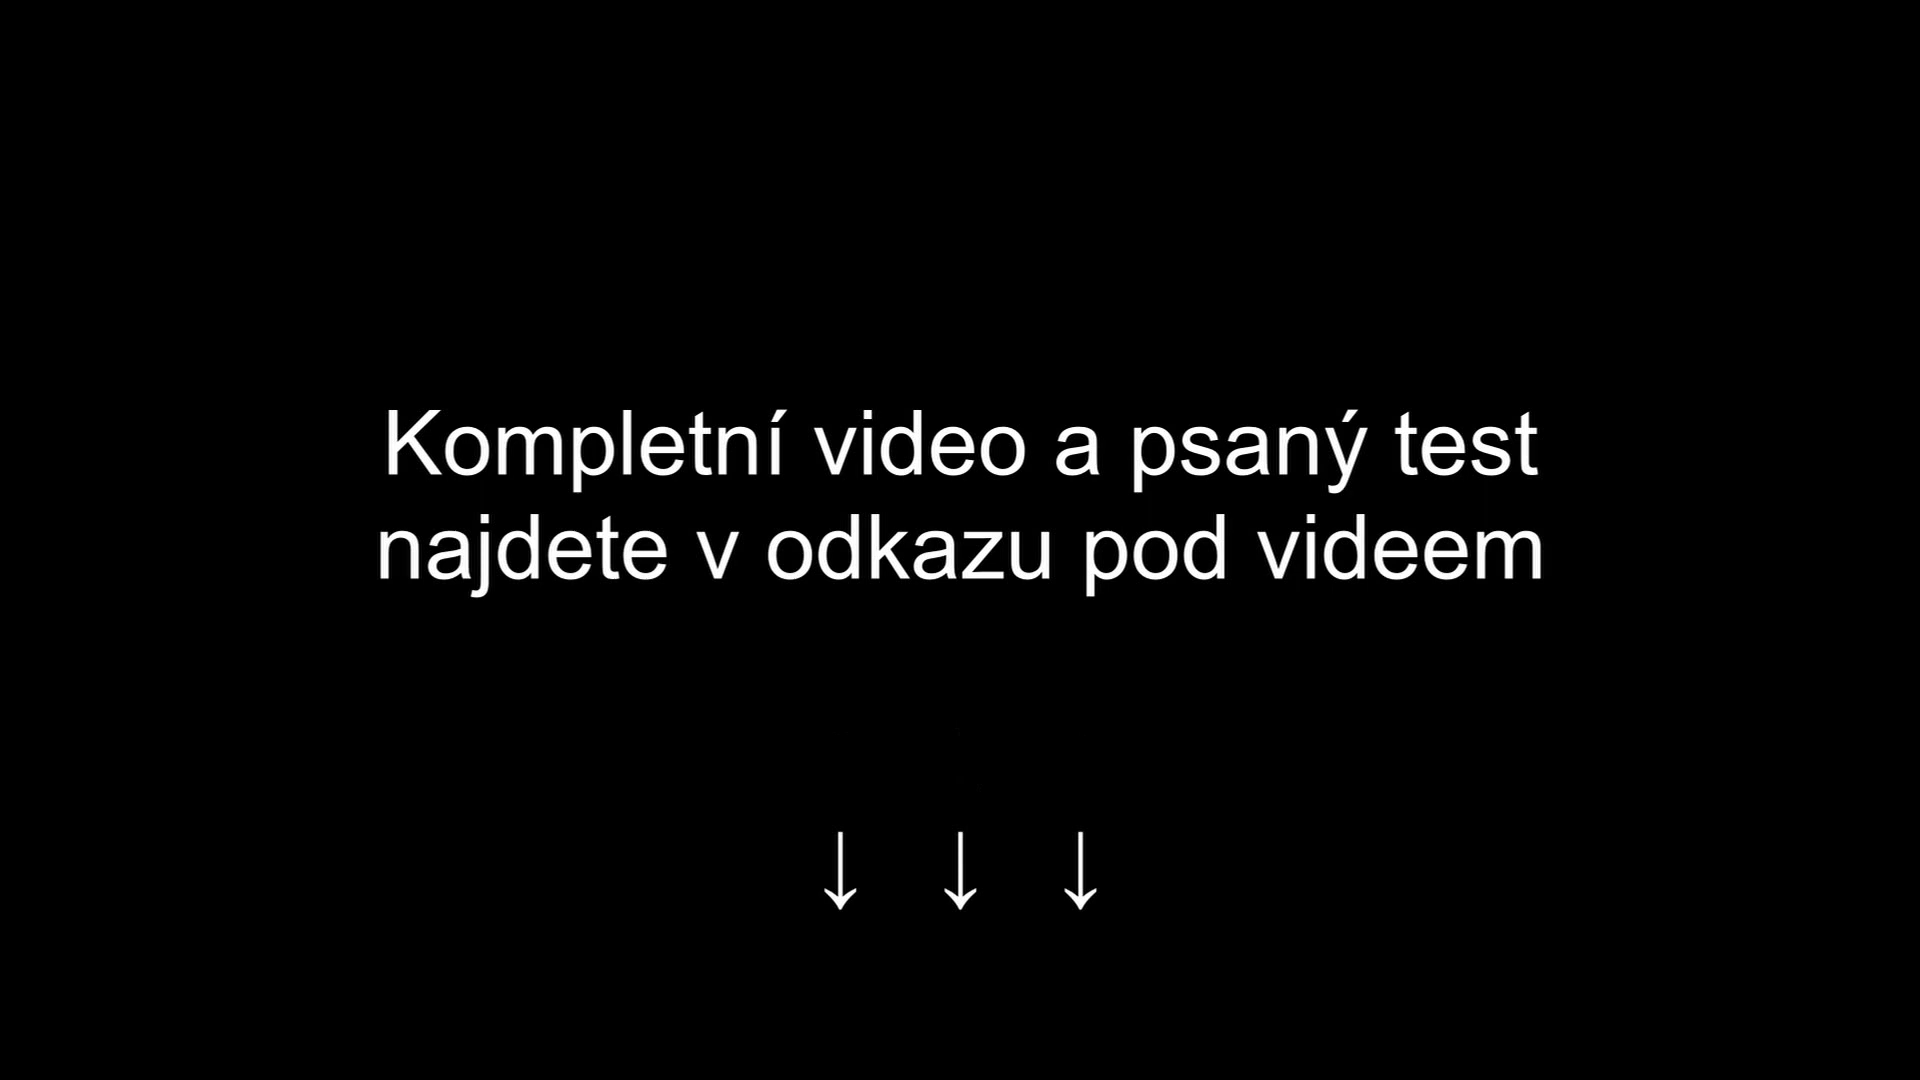 Kompletní video a psaný test
najdete v odkazu pod videem
↓ ↓ ↓